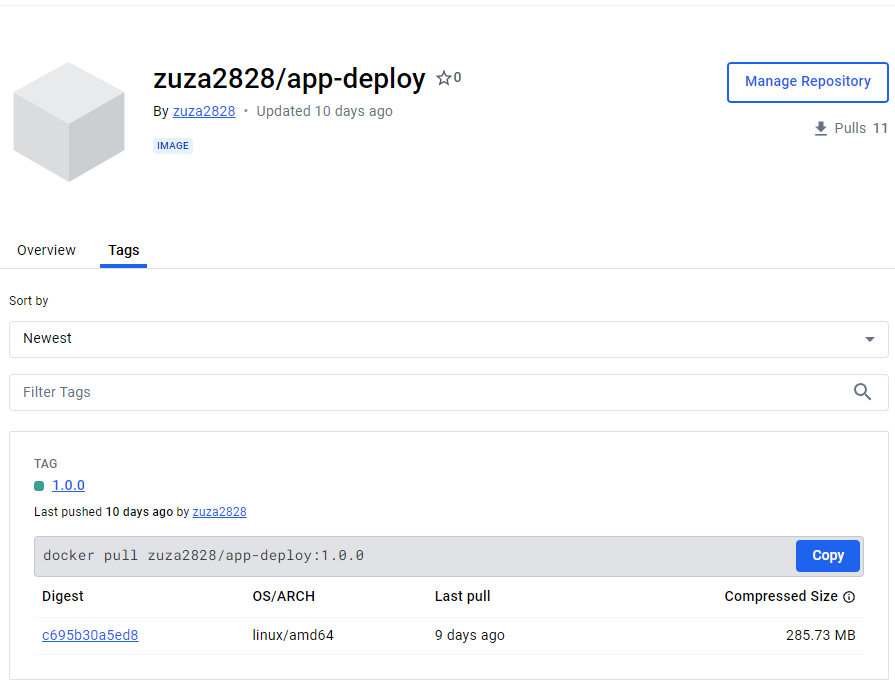 zuza2828/app-deploy 0
Manage Repository
By zuza2828 • Updated 10 days ago
Pulls 11
IMAGE
Overview Tags
Sort by
Newest
Filter Tags
TAG
1.0.0
Last pushed 10 days ago by zuza2828
docker pull zuza2828/app-deploy:1.0.0 Copy
Digest OS/ARCH Last pull Compressed Size
c695b30a5ed8 linux/amd64 9 days ago 285.73 MB